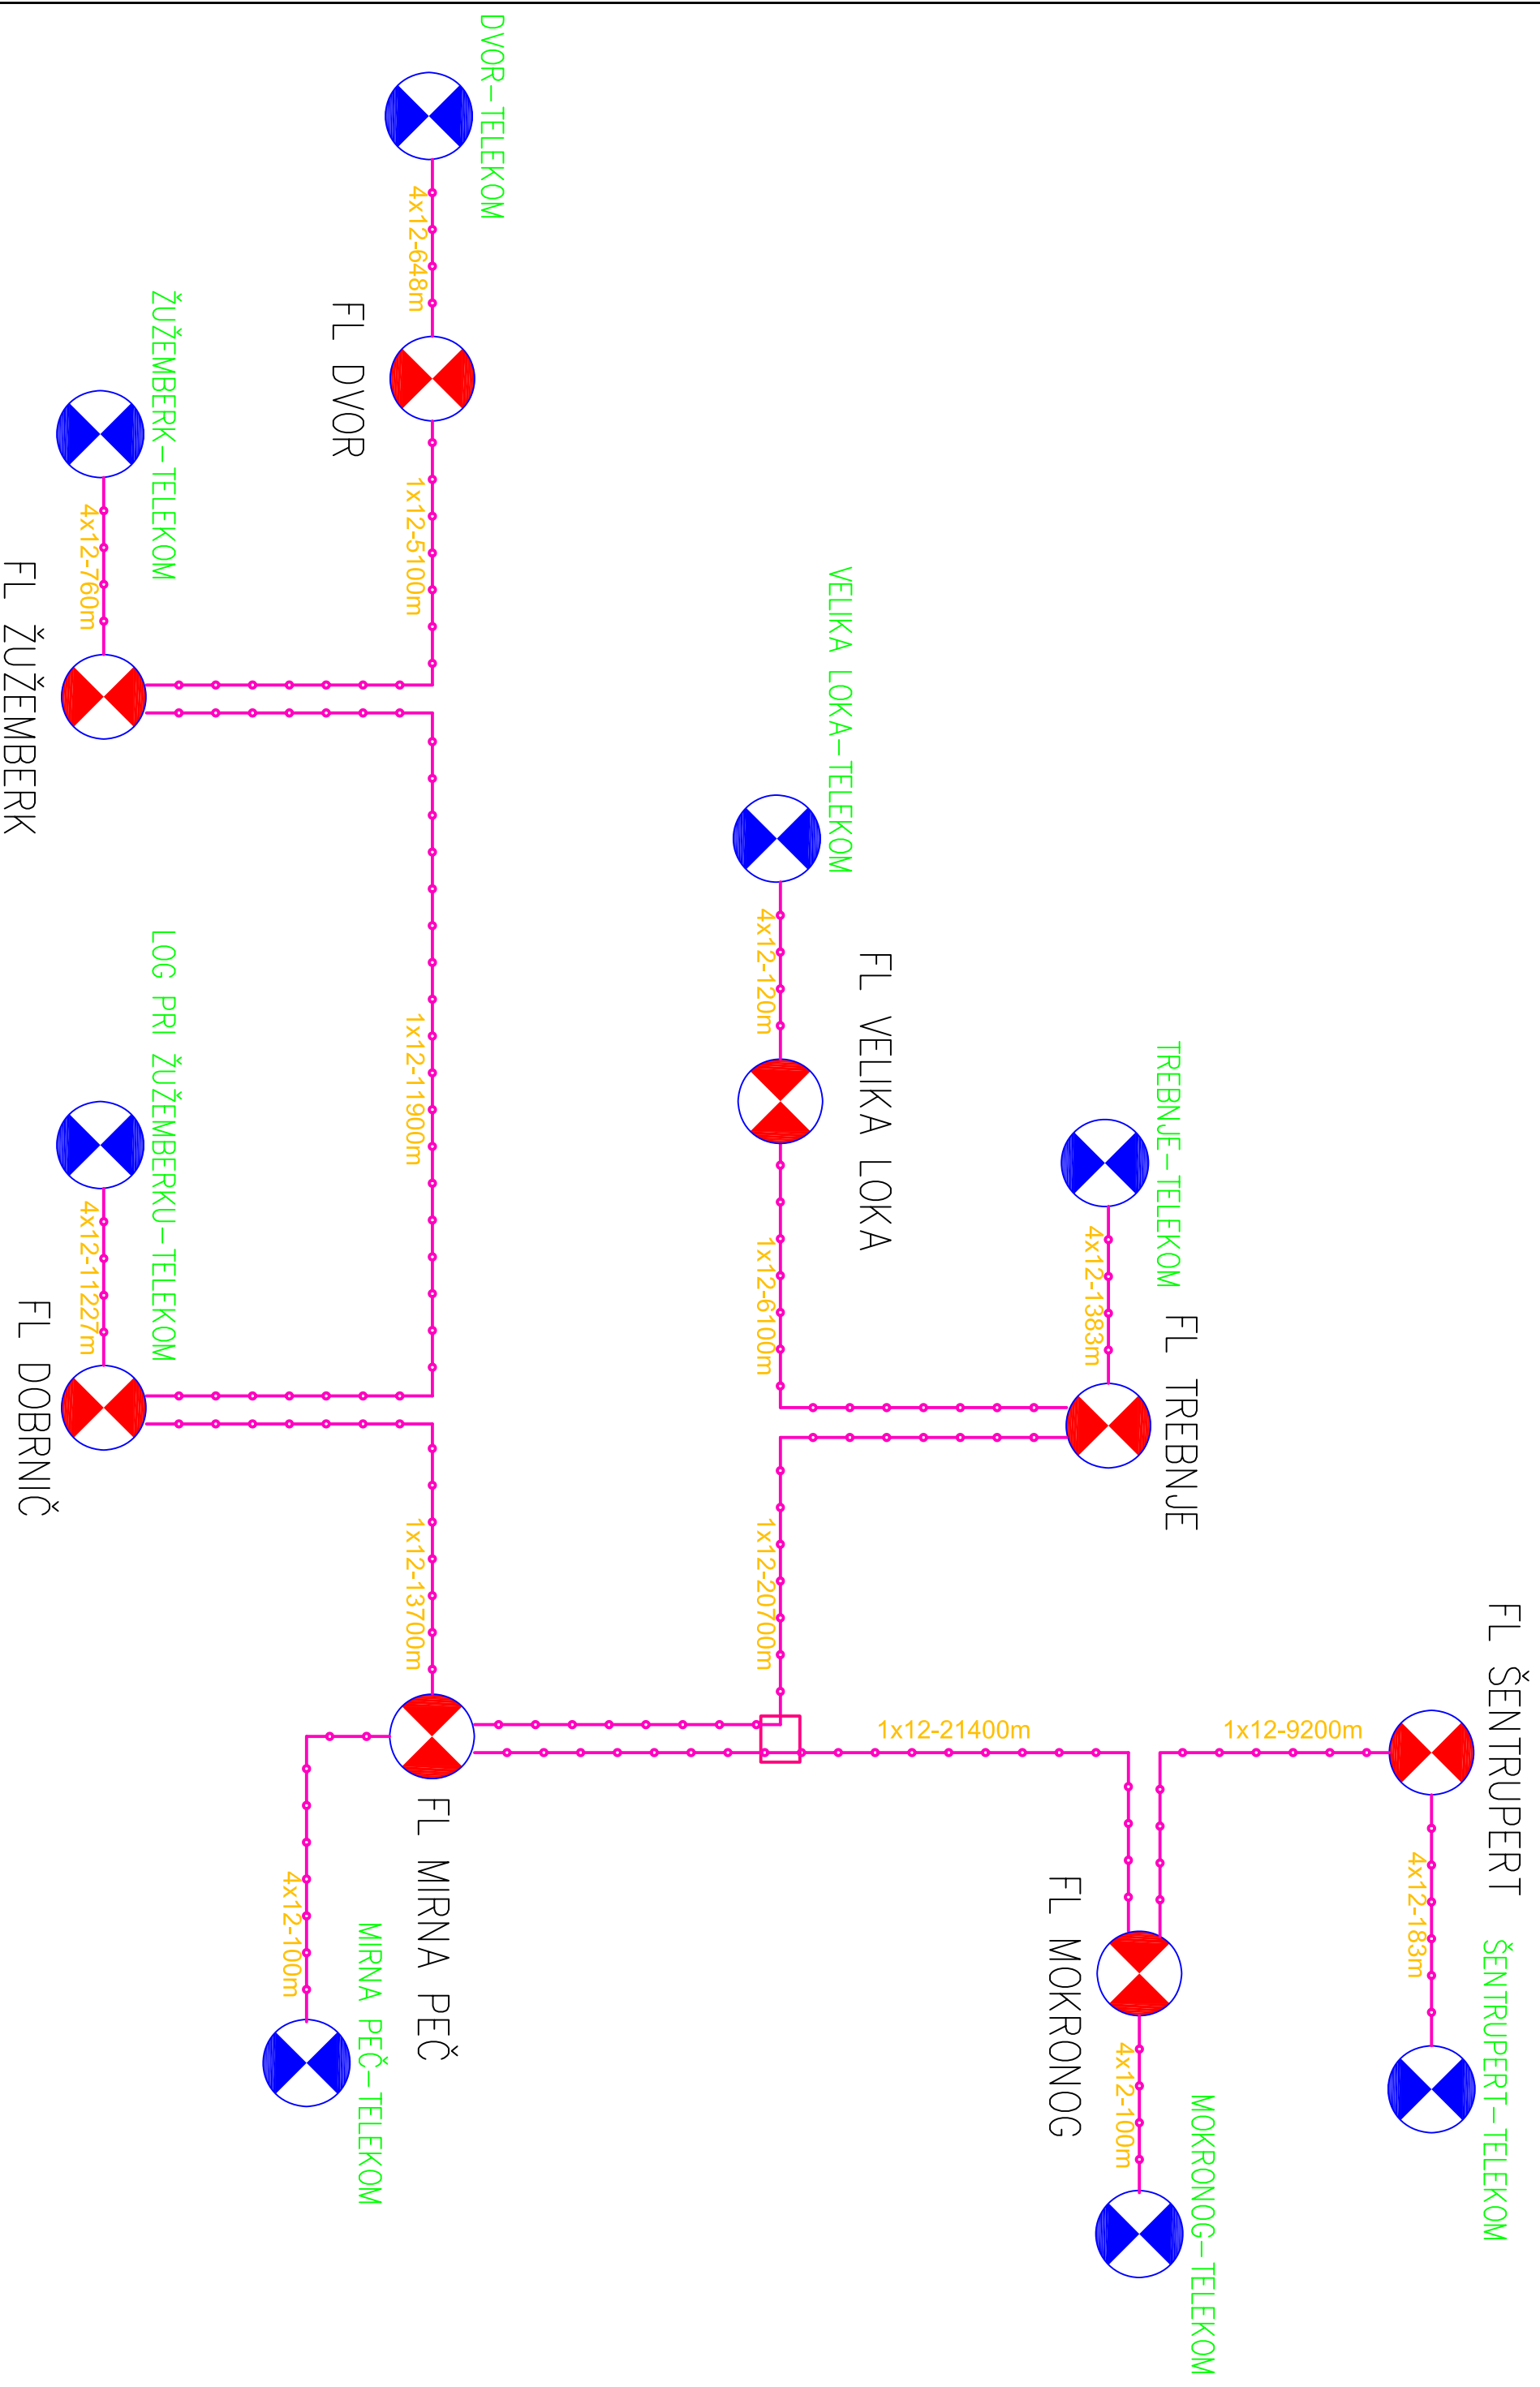 DVOR-TELEKOM
4x12-648m
FL DVOR
1x12-5100m
ŽUŽEMBERK-TELEKOM
4x12-760m
FL ŽUŽEMBERK
1x12-11900m
VELIKA LOKA-TELEKOM
4x12-120m
FL VELIKA LOKA
1x12-6100m
TREBNJE-TELEKOM
4x12-1383m
FL TREBNJE
1x12-20700m
LOG PRI ŽUŽEMBERKU-TELEKOM
4x12-11227m
FL DOBRNIČ
1x12-13700m
FL ŠENTRUPERT
1x12-21400m
1x12-9200m
4x12-183m
ŠENTRUPERT-TELEKOM
FL MIRNA PEČ
4x12-100m
MIRNA PEČ-TELEKOM
FL MOKRONOG
4x12-100m
MOKRONOG-TELEKOM